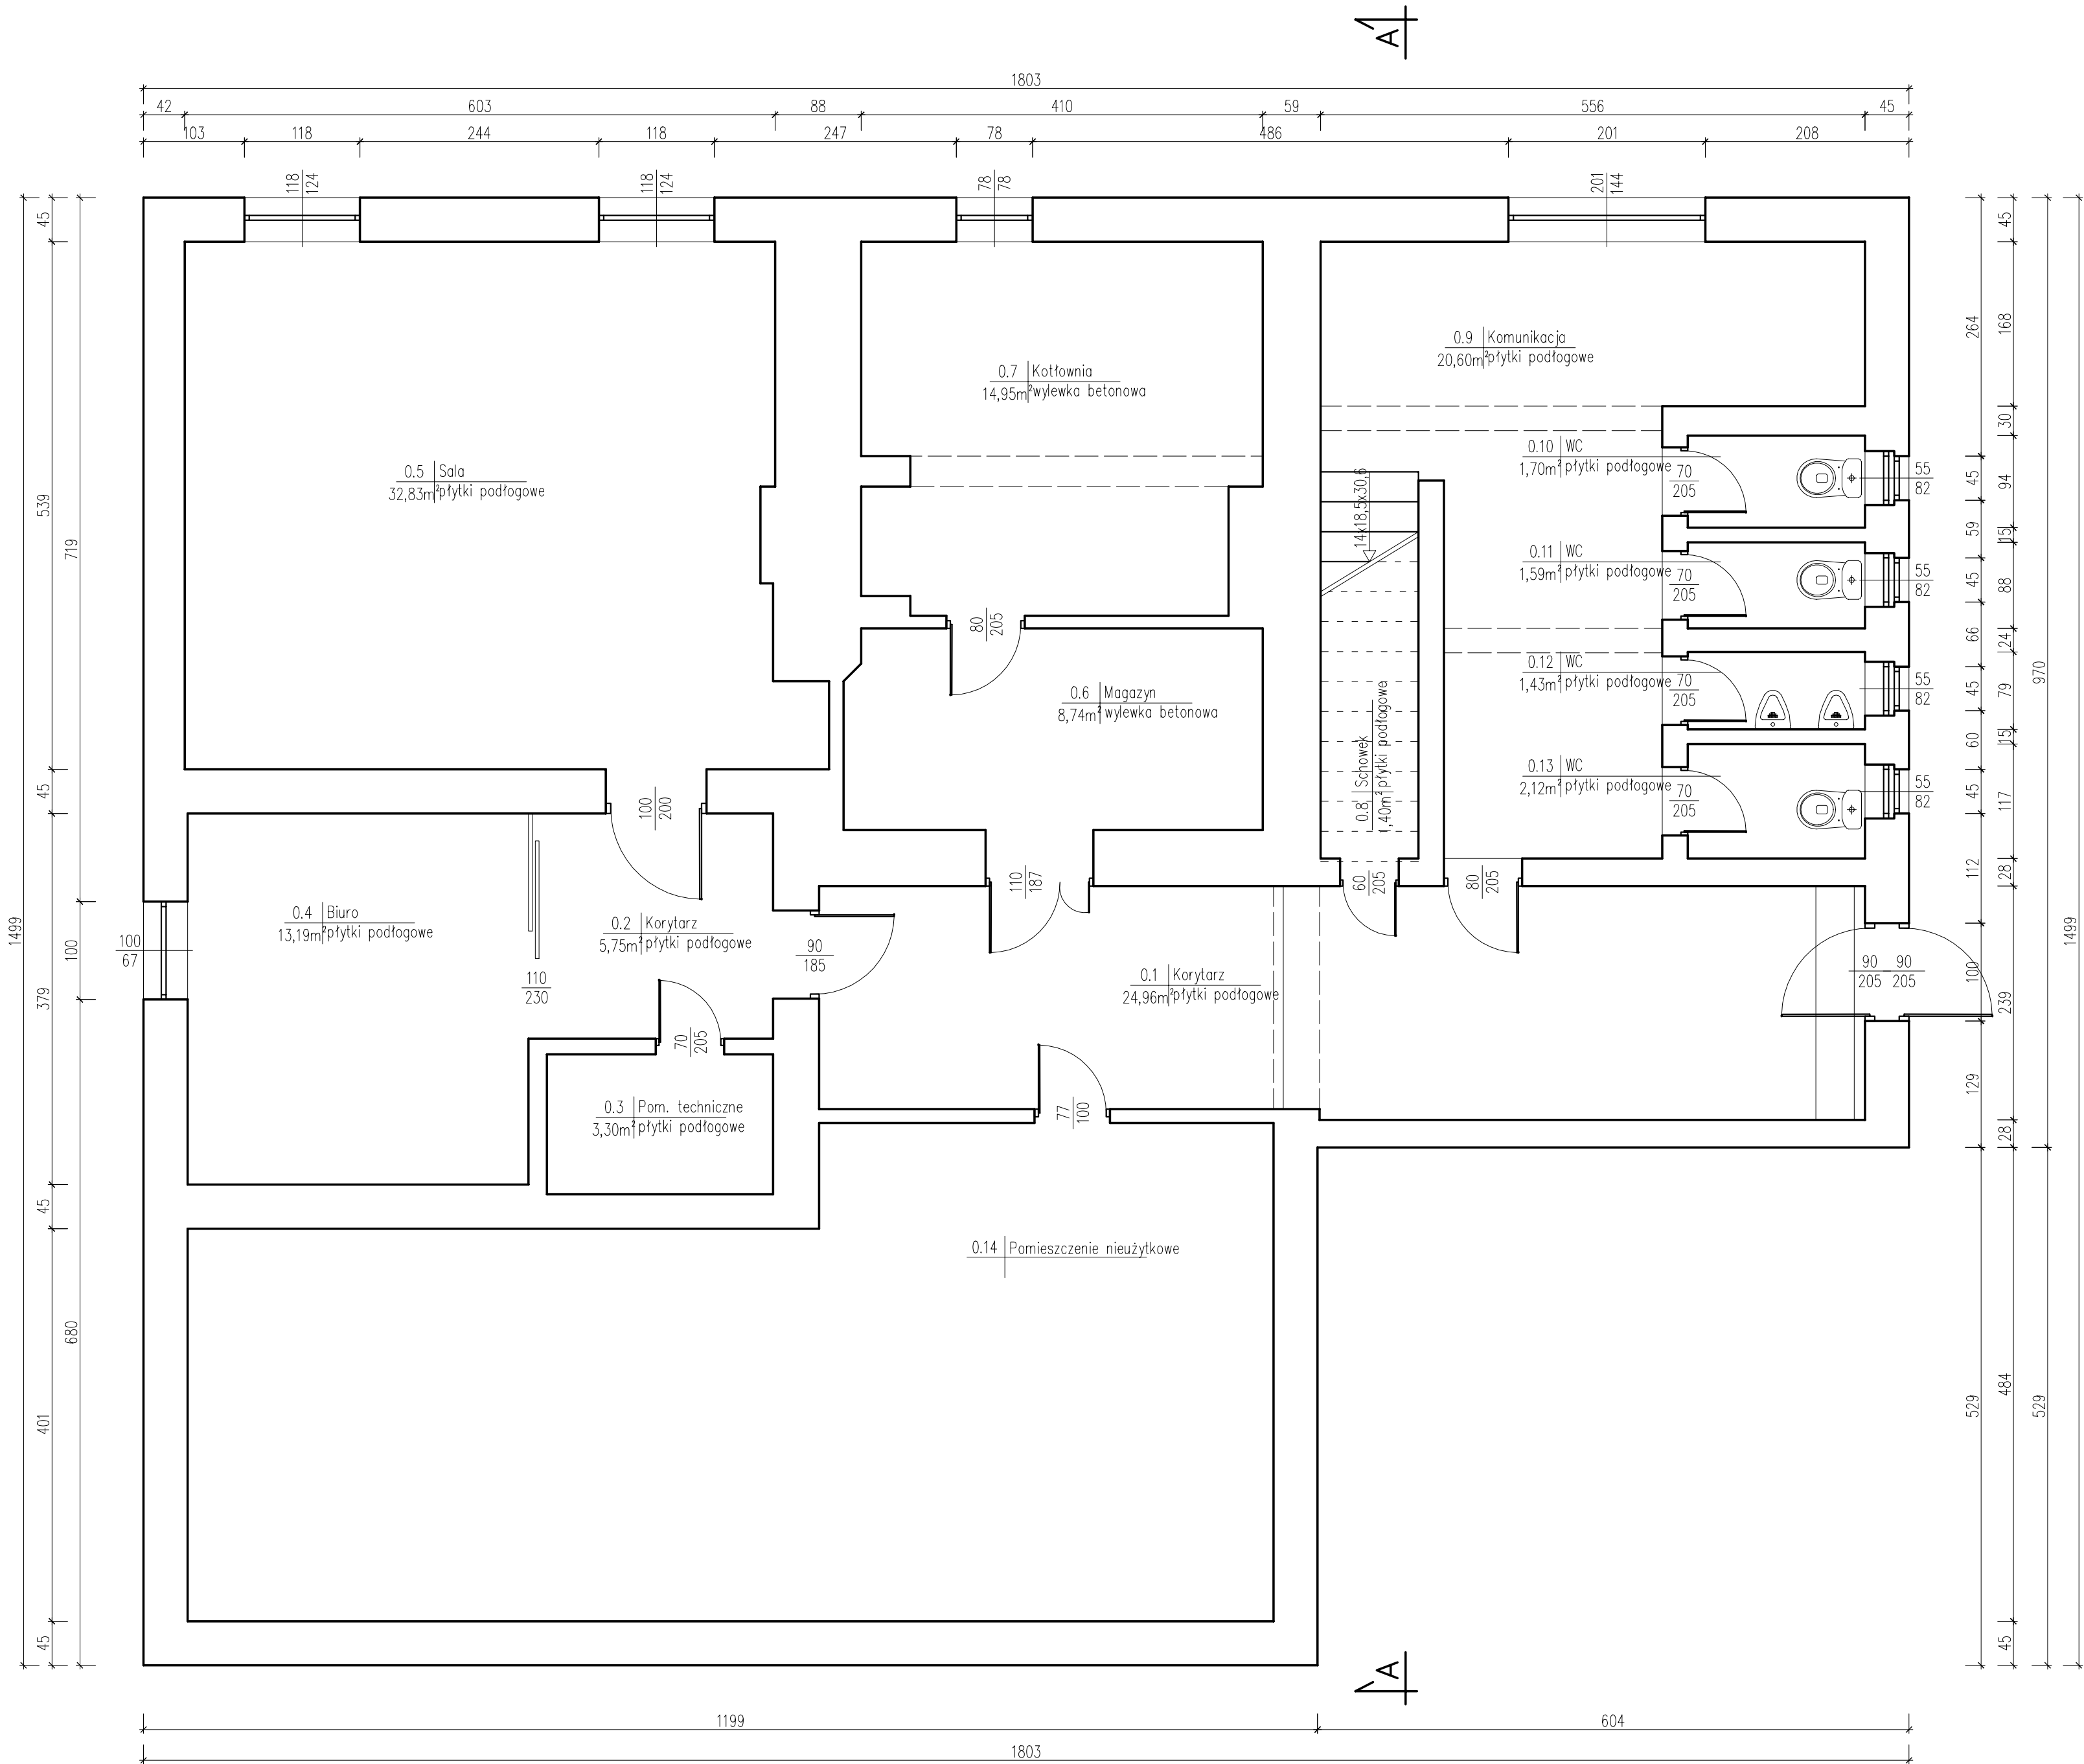 A
1803
42 603 88 410 59 556 45
103 118 244 118 247 78 486 201 208
118 124
118 124
78 78
201 144
1499
45 539 45 379 45 401 45
719 100 680
0.5 Sala
32,83m² płytki podłogowe
0.7 Kotłownia
14,95m² wylewka betonowa
0.9 Komunikacja
20,60m² płytki podłogowe
0.10 WC
1,70m² płytki podłogowe
70
205
55
82
14x18,5x30,6
0.11 WC
1,59m² płytki podłogowe
70
205
55
82
80 205
0.6 Magazyn
8,74m² wylewka betonowa
0.12 WC
1,43m² płytki podłogowe
70
205
55
82
0.8 Schowek
1,40m² płytki podłogowe
0.13 WC
2,12m² płytki podłogowe
70
205
55
82
100 200
110 187
60 205
80 205
0.4 Biuro
13,19m² płytki podłogowe
0.2 Korytarz
5,75m² płytki podłogowe
100
67
90
185
110
230
0.1 Korytarz
24,96m² płytki podłogowe
90 90
205 205
70 205
0.3 Pom. techniczne
3,30m² płytki podłogowe
77 100
0.14 Pomieszczenie nieużytkowe
264 45 59 45 66 45 60 45 112 100 129 529
45 168 30 94 15 88 24 79 15 117 28 239 28 484 45
970 529
1499
A
1199 604
1803